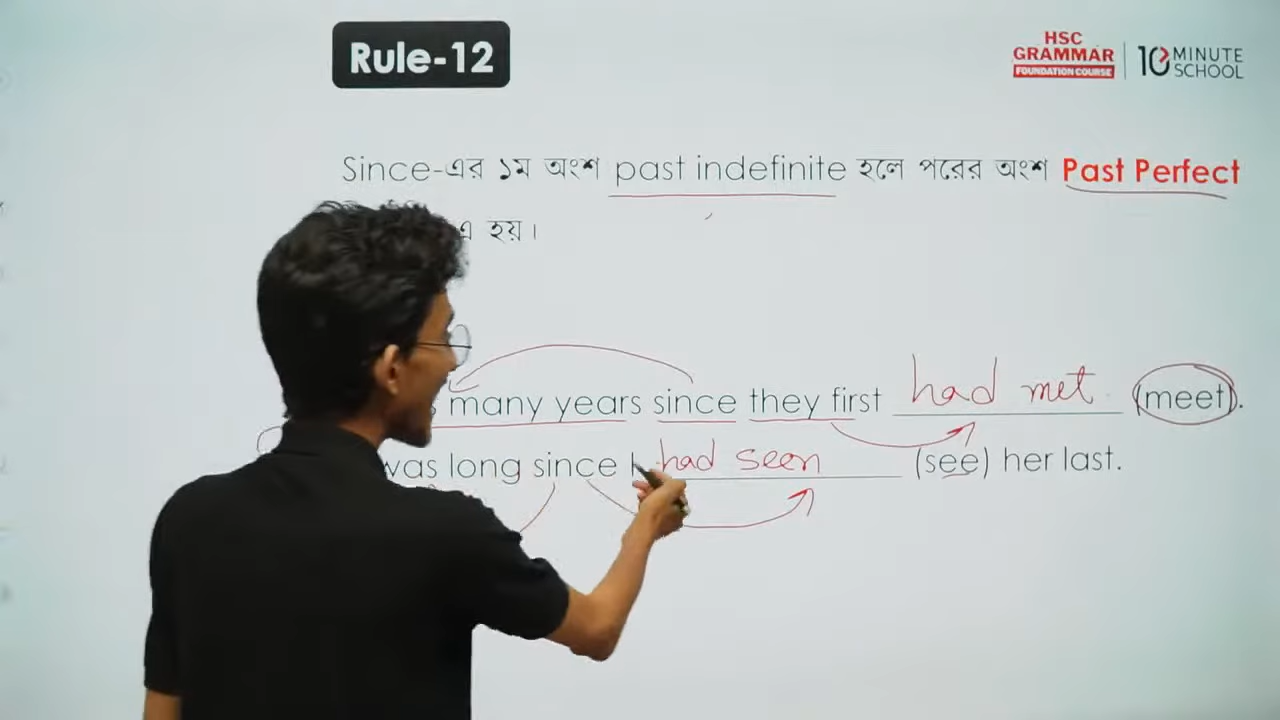 Rule-12
HSC
GRAMMAR
FOUNDATION COURSE
10 MINUTE
SCHOOL
Since-এর ১ম অংশ past indefinite হলে পরের অংশ Past Perfect
এ হয়।
many years since they first had met (meet).
was long since I had seen (see) her last.